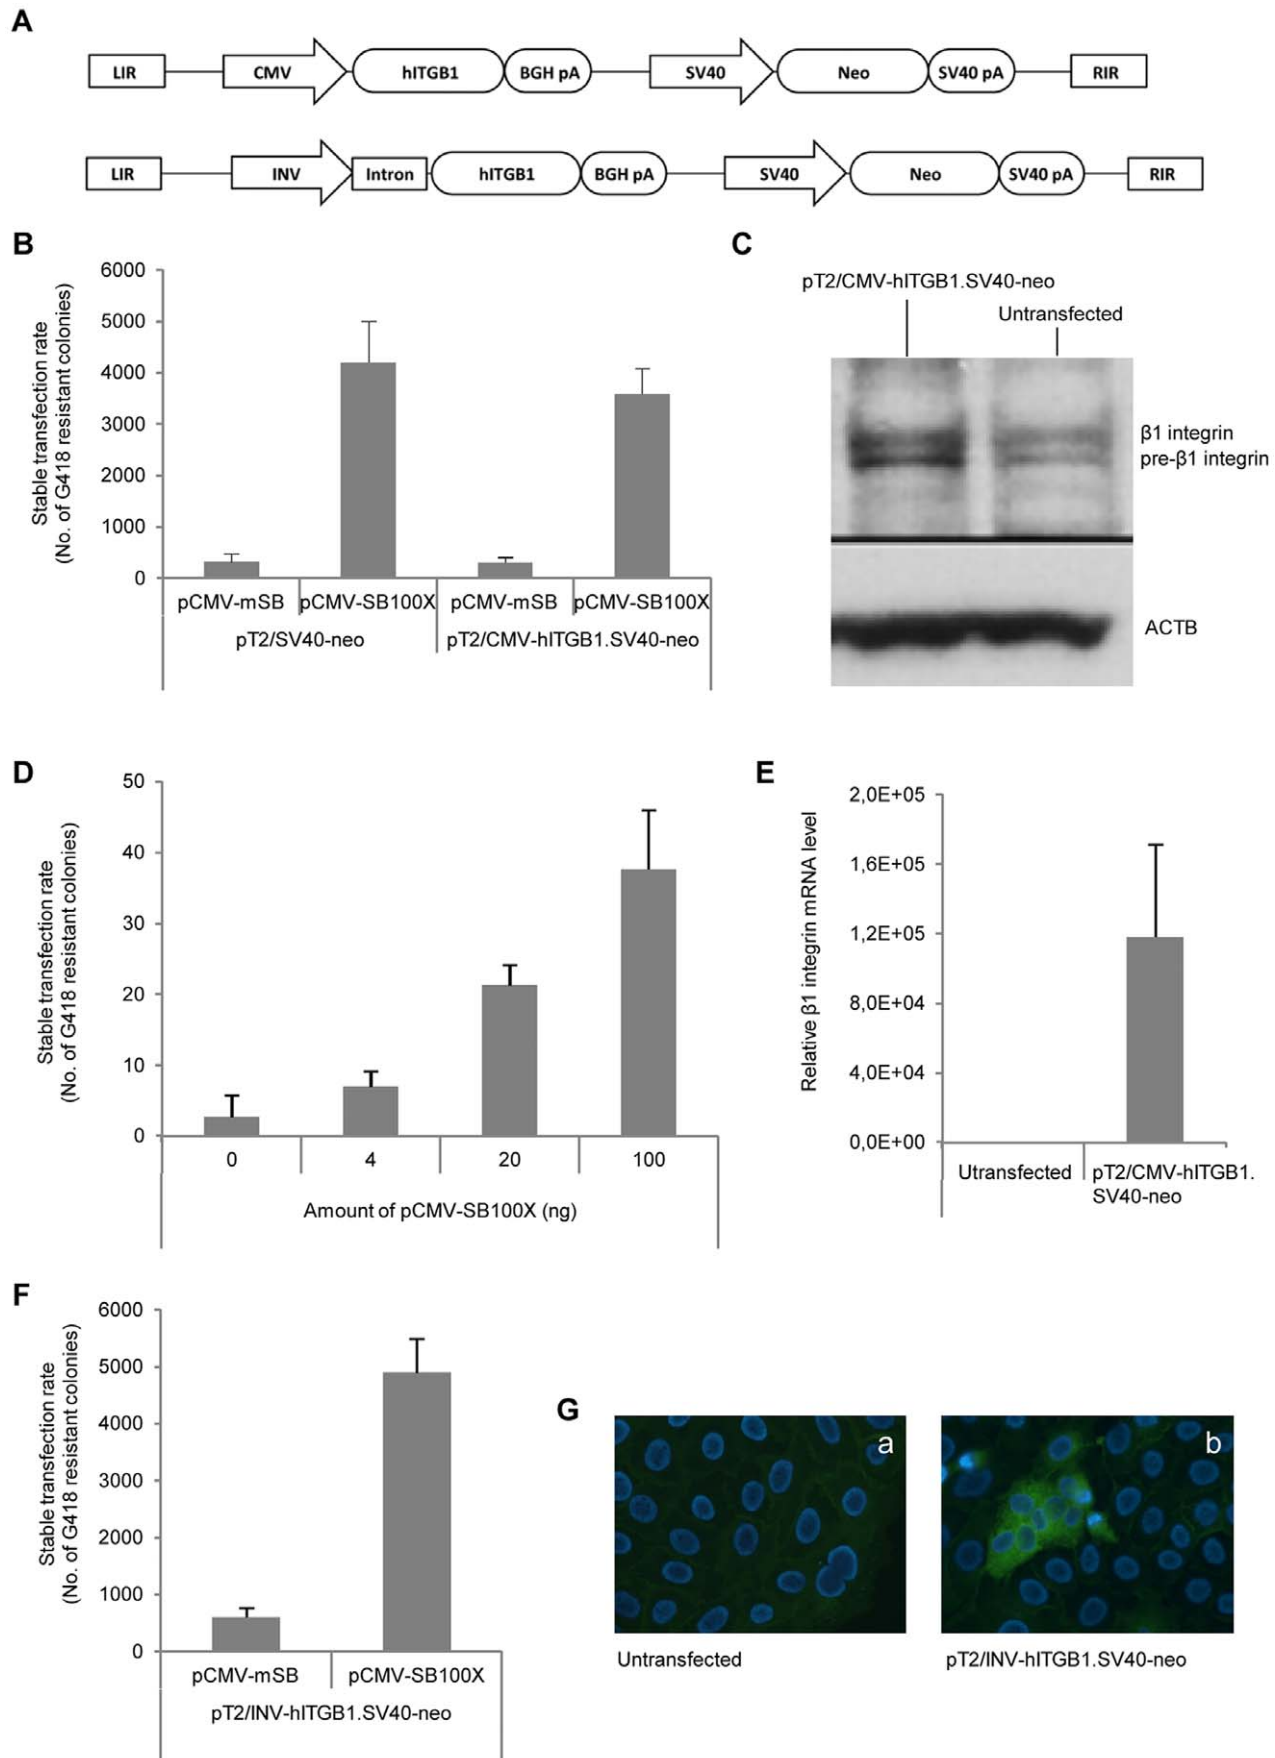 A
LIR CMV hITGB1 BGH pA SV40 Neo SV40 pA RIR
LIR INV Intron hITGB1 BGH pA SV40 Neo SV40 pA RIR
B
Stable transfection rate
(No. of G418 resistant colonies)
6000
5000
4000
3000
2000
1000
0
pCMV-mSB pCMV-SB100X pCMV-mSB pCMV-SB100X
pT2/SV40-neo pT2/CMV-hITGB1.SV40-neo
C
pT2/CMV-hITGB1.SV40-neo
Untransfected
β1 integrin
pre-β1 integrin
ACTB
D
Stable transfection rate
(No. of G418 resistant colonies)
50
40
30
20
10
0
0 4 20 100
Amount of pCMV-SB100X (ng)
E
Relative β1 integrin mRNA level
2,0E+05
1,6E+05
1,2E+05
8,0E+04
4,0E+04
0,0E+00
Utransfected pT2/CMV-hITGB1.
SV40-neo
F
Stable transfection rate
(No. of G418 resistant colonies)
6000
5000
4000
3000
2000
1000
0
pCMV-mSB pCMV-SB100X
pT2/INV-hITGB1.SV40-neo
G
a b
Untransfected pT2/INV-hITGB1.SV40-neo